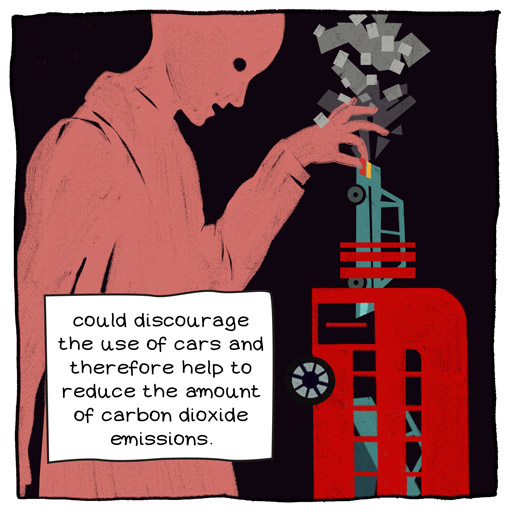 could discourage
the use of cars and
therefore help to
reduce the amount
of carbon dioxide
emissions.